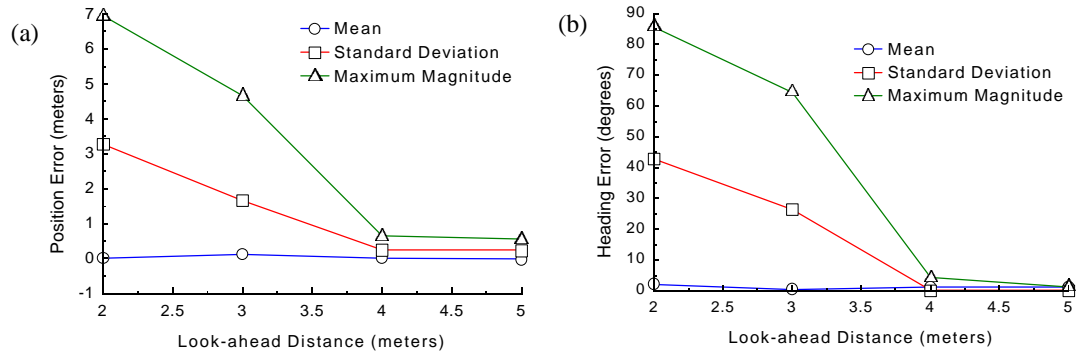 (a)
Position Error (meters)
7
6
5
4
3
2
1
0
-1
Mean
Standard Deviation
Maximum Magnitude
2 2.5 3 3.5 4 4.5 5
Look-ahead Distance (meters)
(b)
Heading Error (degrees)
90
80
70
60
50
40
30
20
10
0
Mean
Standard Deviation
Maximum Magnitude
2 2.5 3 3.5 4 4.5 5
Look-ahead Distance (meters)